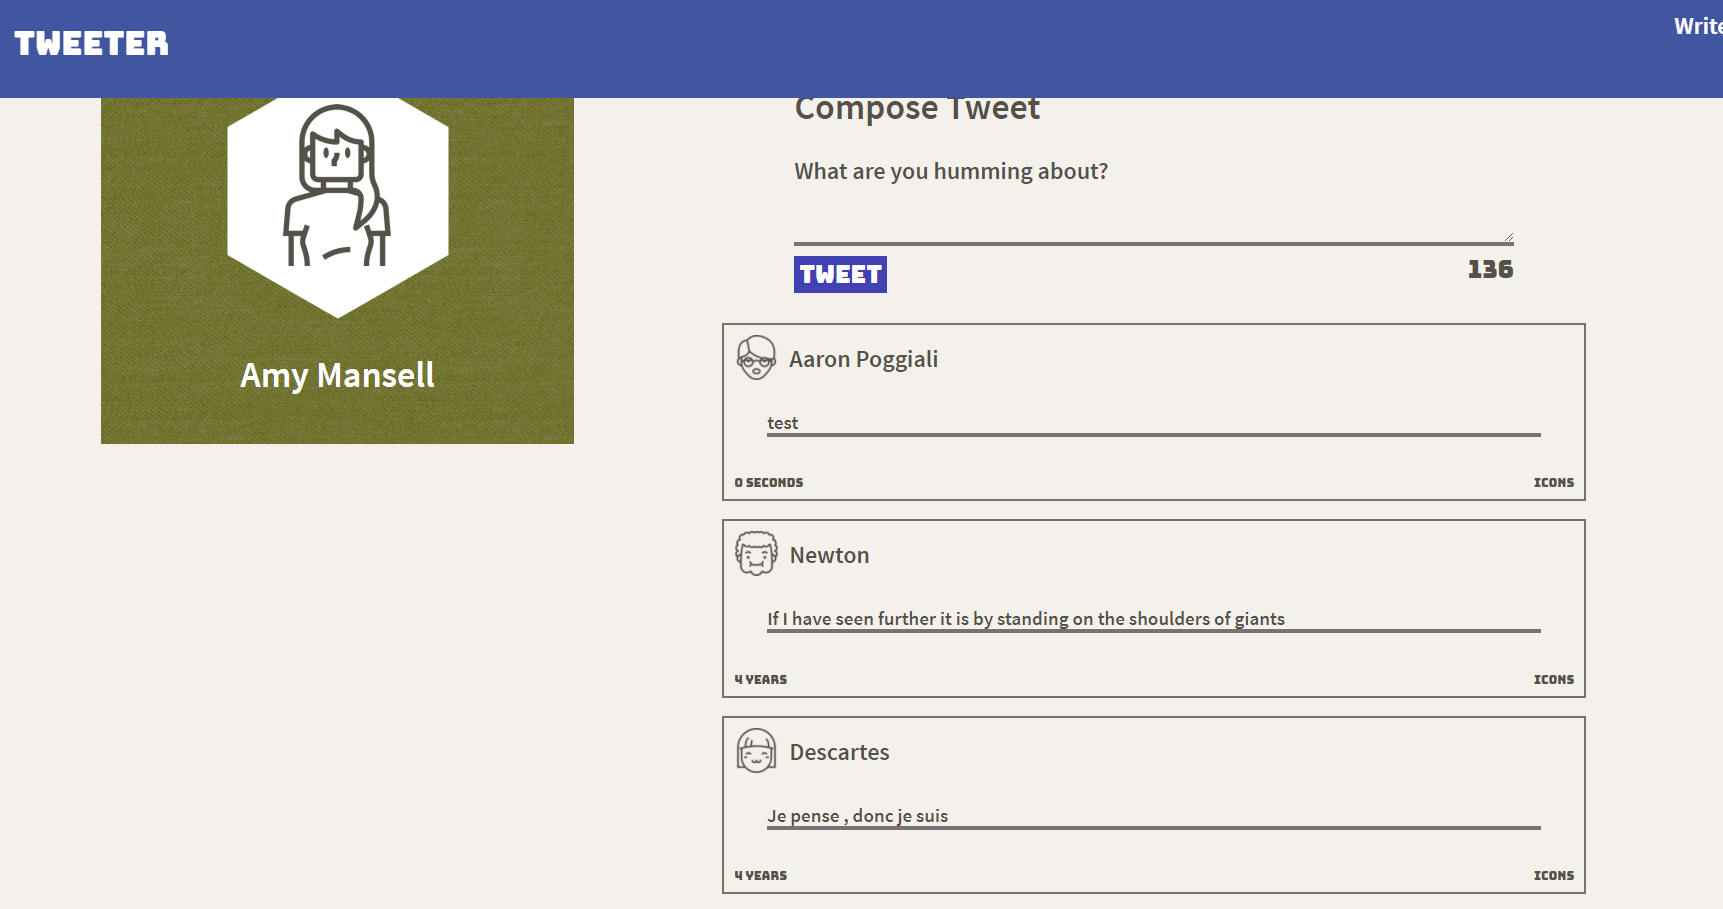 TWEETER
Write
Amy Mansell
Compose Tweet
What are you humming about?
TWEET
136
Aaron Poggiali
test
0 SECONDS
ICONS
Newton
If I have seen further it is by standing on the shoulders of giants
4 YEARS
ICONS
Descartes
Je pense , donc je suis
4 YEARS
ICONS